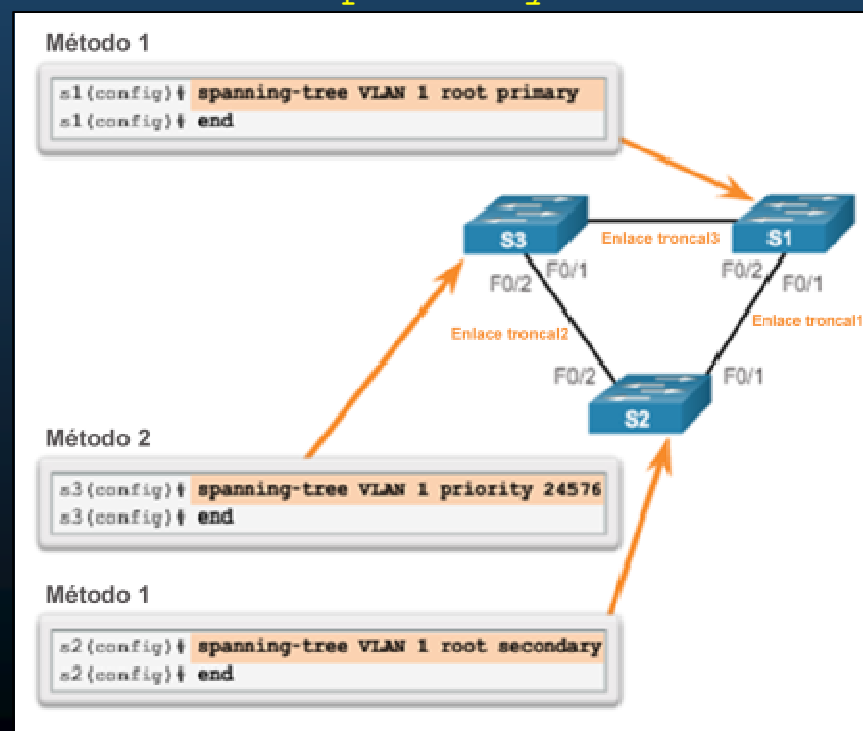 Método 1
s1(config)# spanning-tree VLAN 1 root primary
s1(config)# end
S3
Enlace troncal3
S1
F0/2
F0/1
F0/2
F0/1
Enlace troncal2
Enlace troncal1
F0/2
F0/1
S2
Método 2
s3(config)# spanning-tree VLAN 1 priority 24576
s3(config)# end
Método 1
s2(config)# spanning-tree VLAN 1 root secondary
s2(config)# end